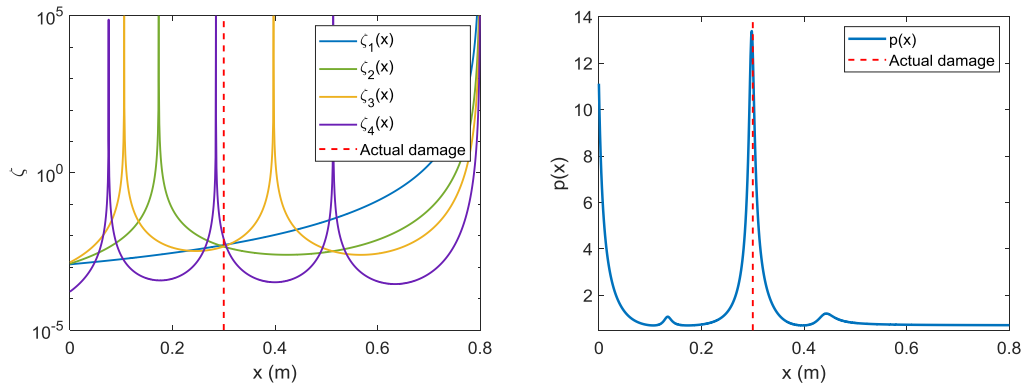 10^5
10^0
10^-5
ζ
0
0.2
0.4
0.6
0.8
x (m)
ζ_1(x)
ζ_2(x)
ζ_3(x)
ζ_4(x)
Actual damage
14
12
10
8
6
4
2
p(x)
0
0.2
0.4
0.6
0.8
x (m)
p(x)
Actual damage